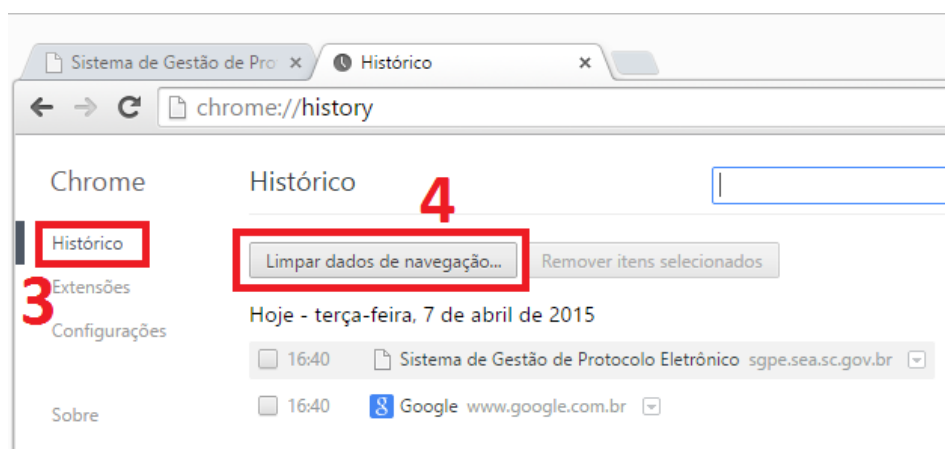 Sistema de Gestão de Pro
Histórico
chrome://history
Chrome
Histórico
4
Histórico
3
Limpar dados de navegação... Remover itens selecionados
Extensões
Configurações
Hoje - terça-feira, 7 de abril de 2015
16:40 Sistema de Gestão de Protocolo Eletrônico sgpe.sea.sc.gov.br
16:40 8 Google www.google.com.br
Sobre